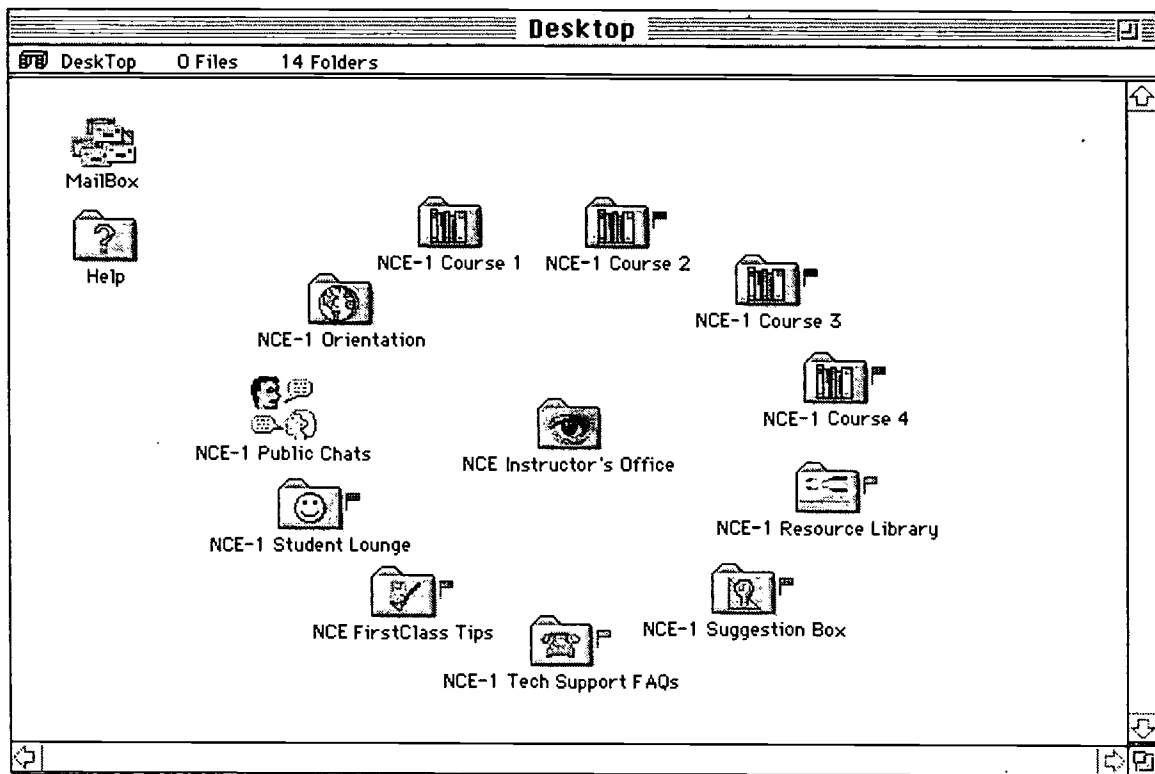 Desktop
DeskTop 0 Files 14 Folders
MailBox
Help
NCE-1 Course 1
NCE-1 Course 2
NCE-1 Course 3
NCE-1 Orientation
NCE-1 Course 4
NCE-1 Public Chats
NCE Instructor's Office
NCE-1 Resource Library
NCE-1 Student Lounge
NCE FirstClass Tips
NCE-1 Suggestion Box
NCE-1 Tech Support FAQs